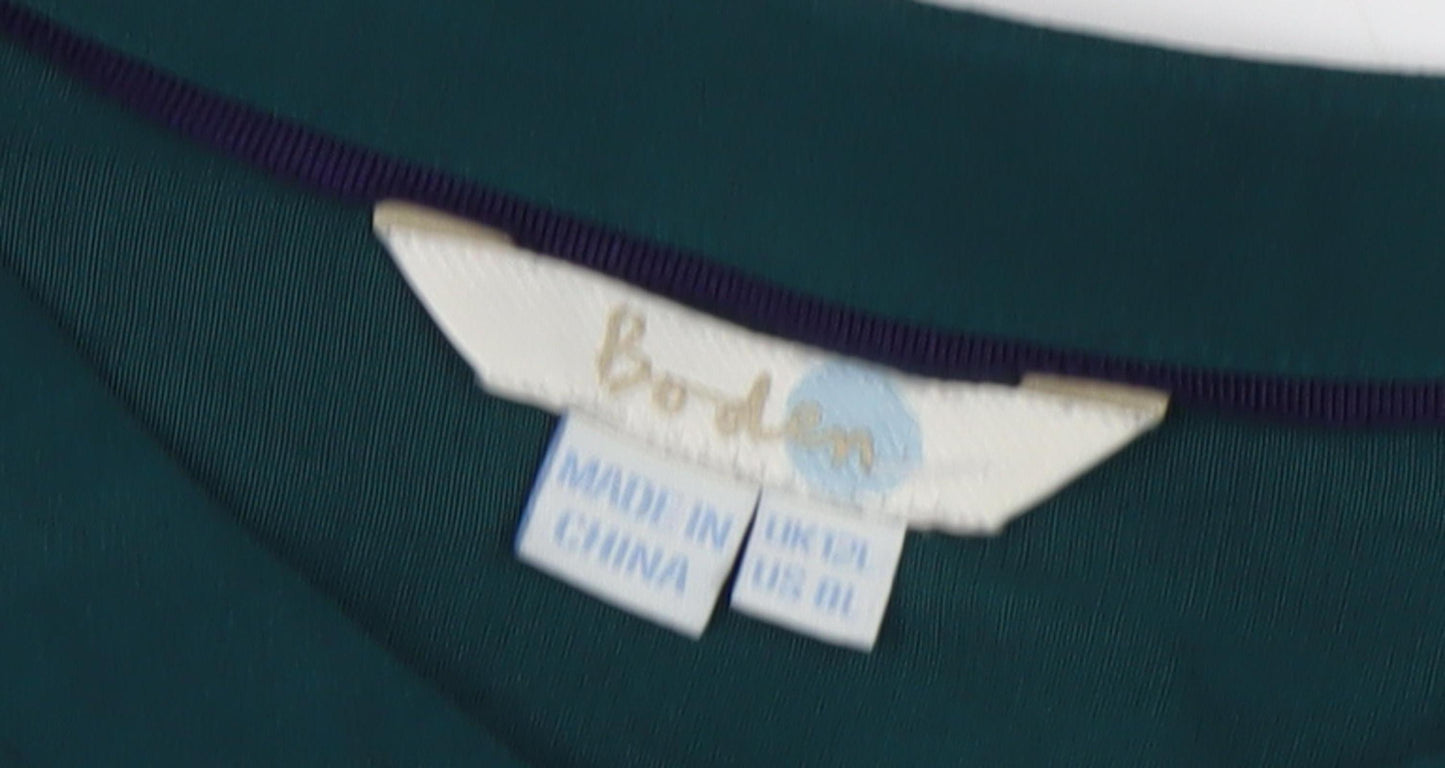 Boden
MADE IN
CHINA
UK12L
US 8L